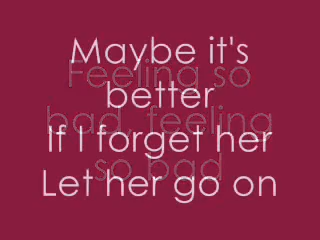 Maybe it's
Feeling so
better
bad, feeling
If I forget her
so bad
Let her go on